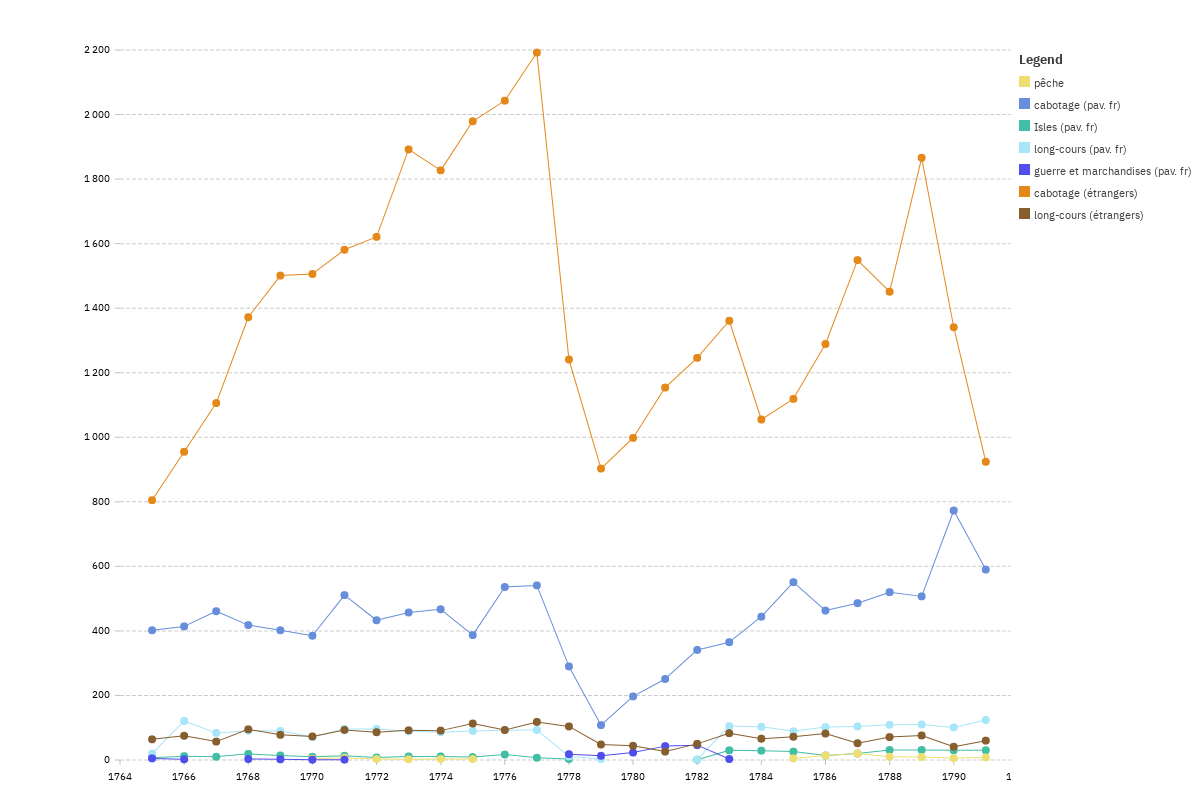 2 200
2 000
1 800
1 600
1 400
1 200
1 000
800
600
400
200
0
1764 1766 1768 1770 1772 1774 1776 1778 1780 1782 1784 1786 1788 1790 1
Legend
pêche
cabotage (pav. fr)
Isles (pav. fr)
long-cours (pav. fr)
guerre et marchandises (pav. fr)
cabotage (étrangers)
long-cours (étrangers)